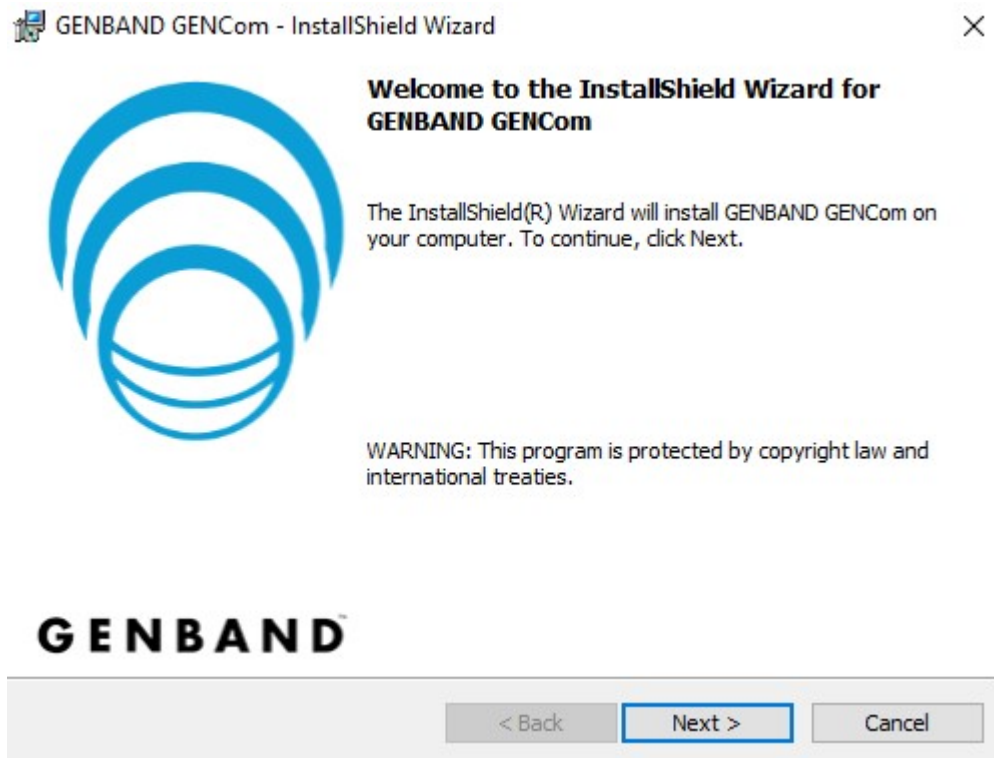 GENBAND GENCom - InstallShield Wizard
Welcome to the InstallShield Wizard for
GENBAND GENCom
The InstallShield(R) Wizard will install GENBAND GENCom on
your computer. To continue, click Next.
WARNING: This program is protected by copyright law and
international treaties.
GENBAND™
< Back
Next >
Cancel